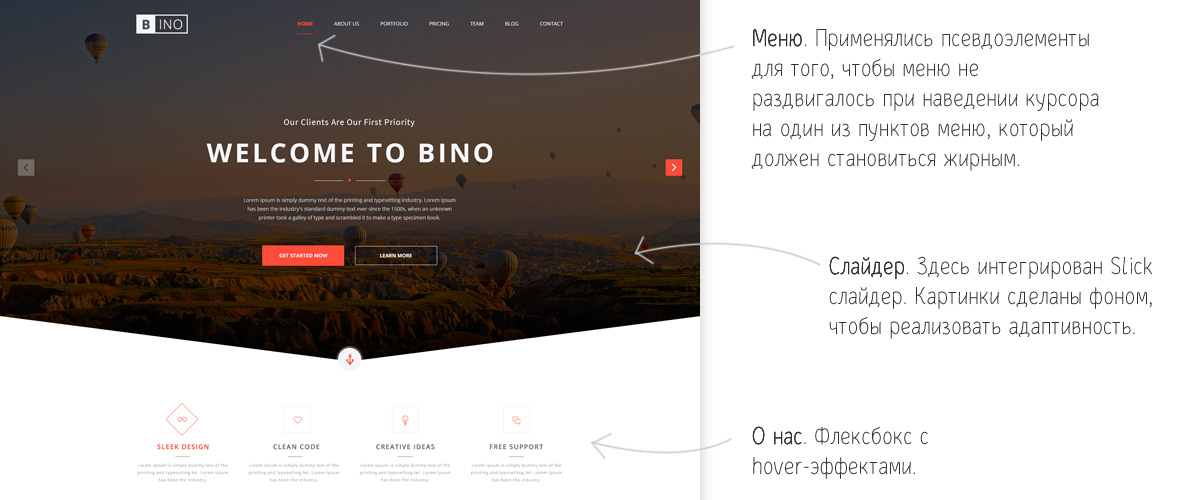 BINO
HOME ABOUT US PORTFOLIO PRICING TEAM BLOG CONTACT
Our Clients Are Our First Priority
WELCOME TO BINO
Lorem Ipsum is simply dummy text of the printing and typesetting industry. Lorem Ipsum
has been the industry's standard dummy text ever since the 1500s, when an unknown
printer took a galley of type and scrambled it to make a type specimen book.
GET STARTED NOW LEARN MORE
SLEEK DESIGN
Lorem Ipsum is simply dummy text of the
printing and typesetting let. Lorem Ipsum
has been the industry.
CLEAN CODE
Lorem Ipsum is simply dummy text of the
printing and typesetting let. Lorem Ipsum
has been the industry.
CREATIVE IDEAS
Lorem Ipsum is simply dummy text of the
printing and typesetting let. Lorem Ipsum
has been the industry.
FREE SUPPORT
Lorem Ipsum is simply dummy text of the
printing and typesetting let. Lorem Ipsum
has been the industry.
Меню. Применялись псевдоэлементы
для того, чтобы меню не
раздвигалось при наведении курсора
на один из пунктов меню, который
должен становиться жирным.
Слайдер. Здесь интегрирован Slick
слайдер. Картинки сделаны фоном,
чтобы реализовать адаптивность.
О нас. Флексбокс с
hover-эффектами.